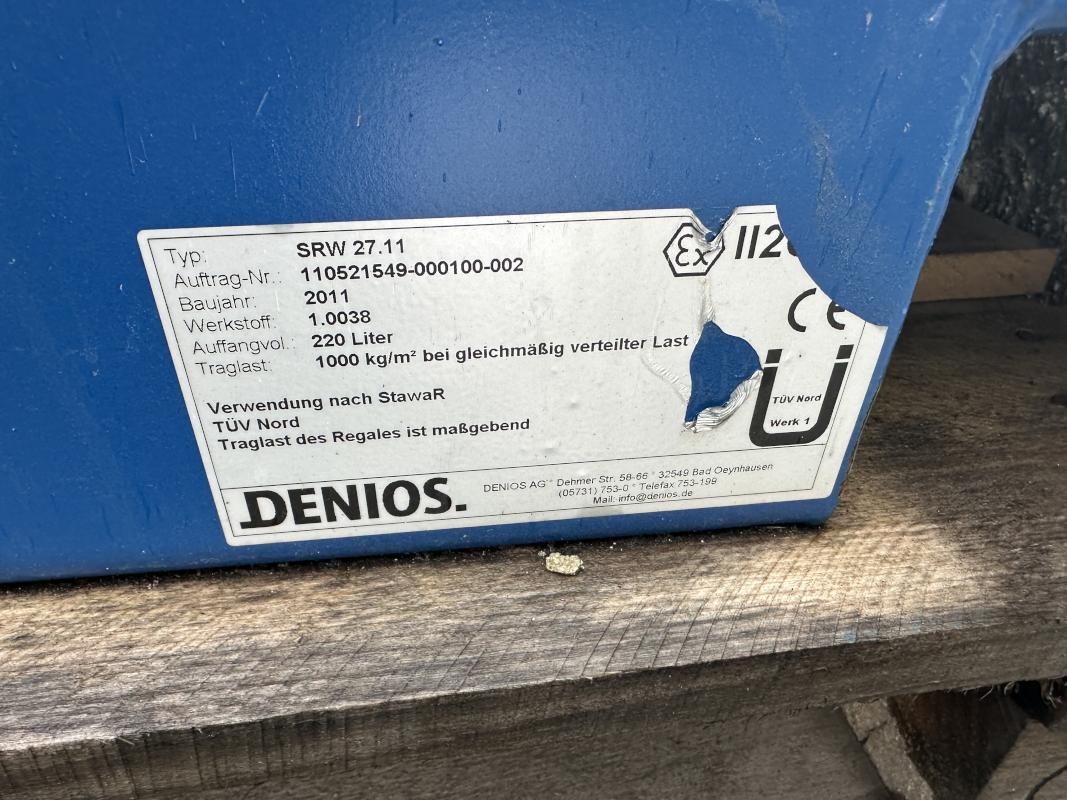 Typ: SRW 27.11
Auftrag-Nr.: 110521549-000100-002
Baujahr: 2011
Werkstoff: 1.0038
Auffangvol.: 220 Liter
Traglast: 1000 kg/m² bei gleichmäßig verteilter Last
Verwendung nach StawaR
TÜV Nord
Traglast des Regales ist maßgebend
Ex II2
CE
Ü
TÜV Nord
Werk 1
DENIOS.
DENIOS AG * Dehmer Str. 58-66 * 32549 Bad Oeynhausen
(05731) 753-0 * Telefax 753-199
Mail: info@denios.de